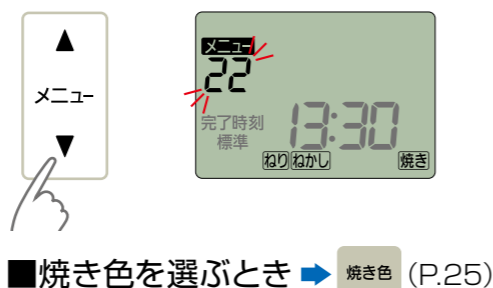 ▲
メニュー
▼
メニュー
22
完了時刻
標準
13:30
ねり ねかし 焼き
■焼き色を選ぶとき ➡ 焼き色 (P.25)